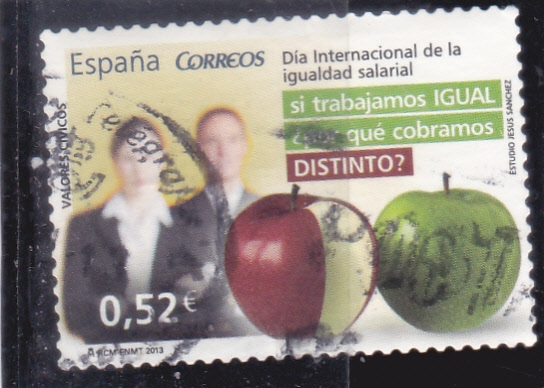 España CORREOS
Día Internacional de la
igualdad salarial
si trabajamos IGUAL
qué cobramos
DISTINTO?
VALORES CÍVICOS
ESTUDIO JESÚS SÁNCHEZ
0,52 €
RCM-FNMT 2013